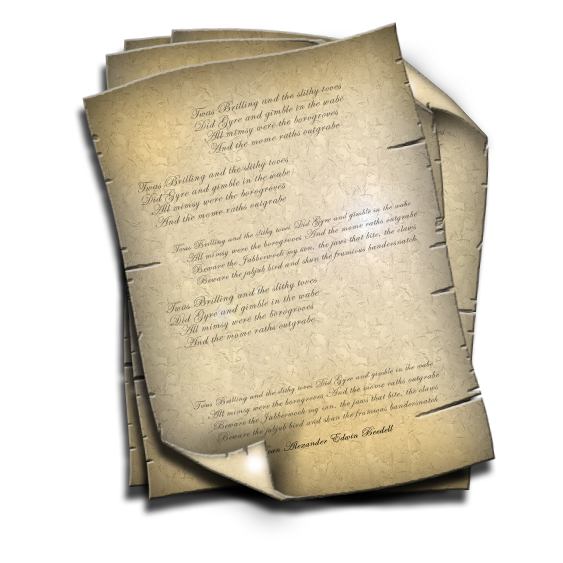 Twas Brilling and the slithy toves
Did Gyre and gimble in the wabe
All mimsy were the borogroves
And the mome raths outgrabe
Twas Brilling and the slithy toves
Did Gyre and gimble in the wabe
All mimsy were the borogroves
And the mome raths outgrabe
Twas Brilling and the slithy toves Did Gyre and gimble in the wabe
All mimsy were the borogroves And the mome raths outgrabe
Beware the Jabberwock my son, the jaws that bite, the claws
Beware the jubjub bird and shun the frumious bandersnatch
Twas Brilling and the slithy toves
Did Gyre and gimble in the wabe
All mimsy were the borogroves
And the mome raths outgrabe
Twas Brilling and the slithy toves Did Gyre and gimble in the wabe
All mimsy were the borogroves And the mome raths outgrabe
Beware the Jabberwock my son, the jaws that bite, the claws
Beware the jubjub bird and shun the frumious bandersnatch
Alexander Edwin Beedell